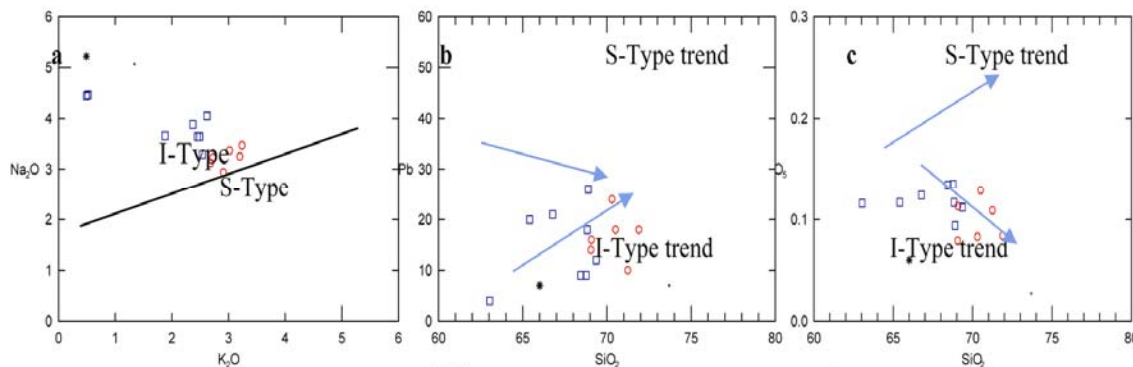 a
6
5
4
3
2
1
0
Na₂O
I-Type
S-Type
0 1 2 3 4 5 6
K₂O
b
60
50
40
30
20
10
0
Pb
S-Type trend
I-Type trend
60 65 70 75 80
SiO₂
c
0.3
0.2
0.1
0.0
O₅
S-Type trend
I-Type trend
60 65 70 75 80
SiO₂